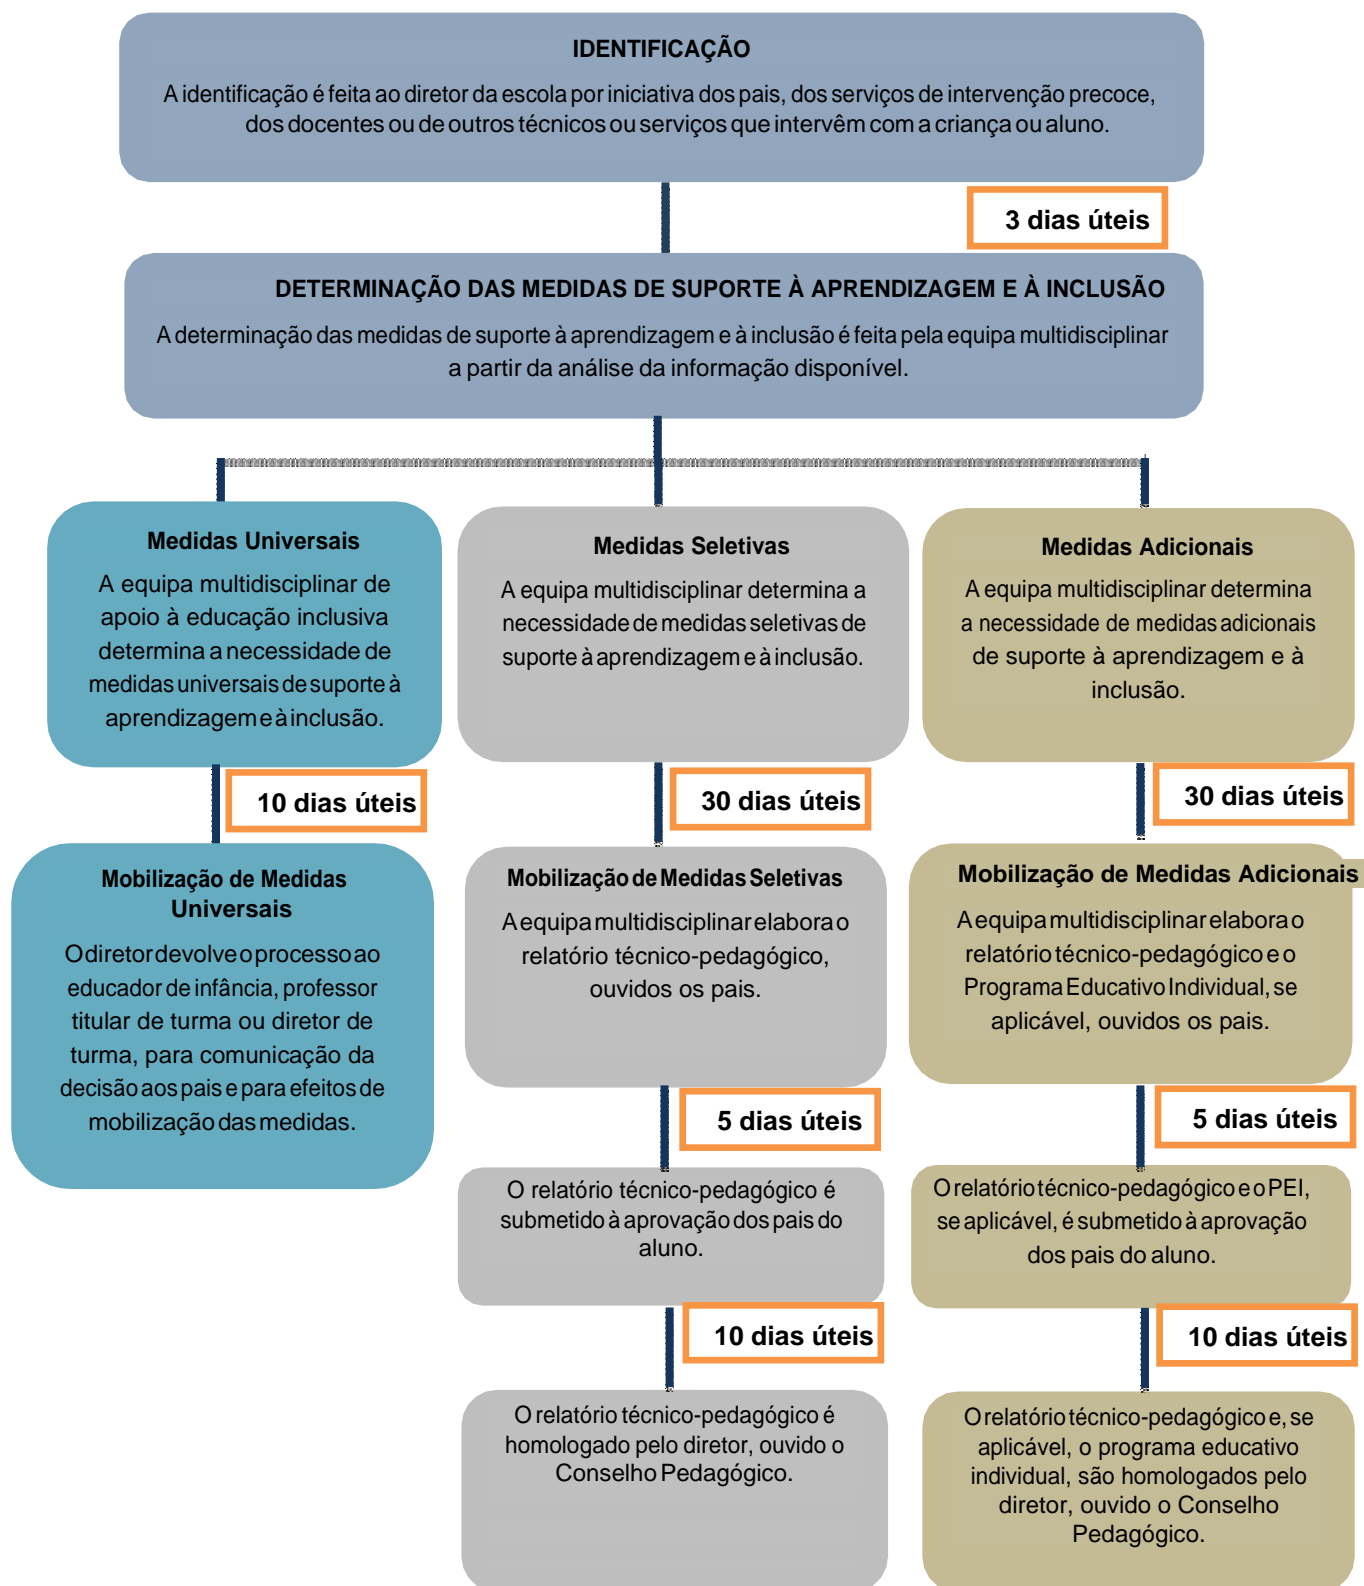 IDENTIFICAÇÃO
A identificação é feita ao diretor da escola por iniciativa dos pais, dos serviços de intervenção precoce,
dos docentes ou de outros técnicos ou serviços que intervêm com a criança ou aluno.
3 dias úteis
DETERMINAÇÃO DAS MEDIDAS DE SUPORTE À APRENDIZAGEM E À INCLUSÃO
A determinação das medidas de suporte à aprendizagem e à inclusão é feita pela equipa multidisciplinar
a partir da análise da informação disponível.
Medidas Universais
A equipa multidisciplinar de
apoio à educação inclusiva
determina a necessidade de
medidas universais de suporte à
aprendizagem e à inclusão.
10 dias úteis
Mobilização de Medidas
Universais
O diretor devolve o processo ao
educador de infância, professor
titular de turma ou diretor de
turma, para comunicação da
decisão aos pais e para efeitos de
mobilização das medidas.
Medidas Seletivas
A equipa multidisciplinar determina a
necessidade de medidas seletivas de
suporte à aprendizagem e à inclusão.
30 dias úteis
Mobilização de Medidas Seletivas
A equipa multidisciplinar elabora o
relatório técnico-pedagógico,
ouvidos os pais.
5 dias úteis
O relatório técnico-pedagógico é
submetido à aprovação dos pais do
aluno.
10 dias úteis
O relatório técnico-pedagógico é
homologado pelo diretor, ouvido o
Conselho Pedagógico.
Medidas Adicionais
A equipa multidisciplinar determina
a necessidade de medidas adicionais
de suporte à aprendizagem e à
inclusão.
30 dias úteis
Mobilização de Medidas Adicionais
A equipa multidisciplinar elabora o
relatório técnico-pedagógico e o
Programa Educativo Individual, se
aplicável, ouvidos os pais.
5 dias úteis
O relatório técnico-pedagógico e o PEI,
se aplicável, é submetido à aprovação
dos pais do aluno.
10 dias úteis
O relatório técnico-pedagógico e, se
aplicável, o programa educativo
individual, são homologados pelo
diretor, ouvido o Conselho
Pedagógico.